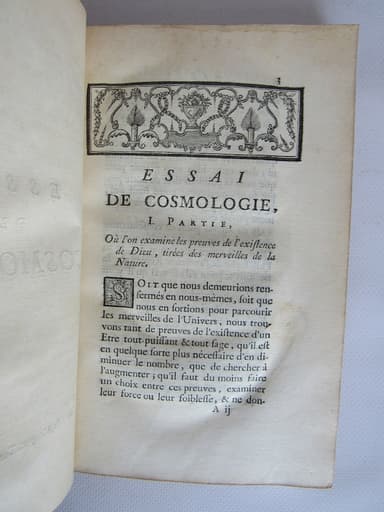 3
ESSAI
DE COSMOLOGIE,
I. PARTIE,
Où l'on examine les preuves de l'existence
de Dieu, tirées des merveilles de la
Nature.
SOIT que nous demeurions ren-
fermés en nous-mêmes, soit que
nous en sortions pour parcourir
les merveilles de l'Univers, nous trou-
vons tant de preuves de l'existence d'un
Etre tout-puissant & tout sage, qu'il est
en quelque sorte plus nécessaire d'en di-
minuer le nombre, que de chercher à
l'augmenter; qu'il faut du moins faire
un choix entre ces preuves, examiner
leur force ou leur foiblesse, & ne don-
A ij